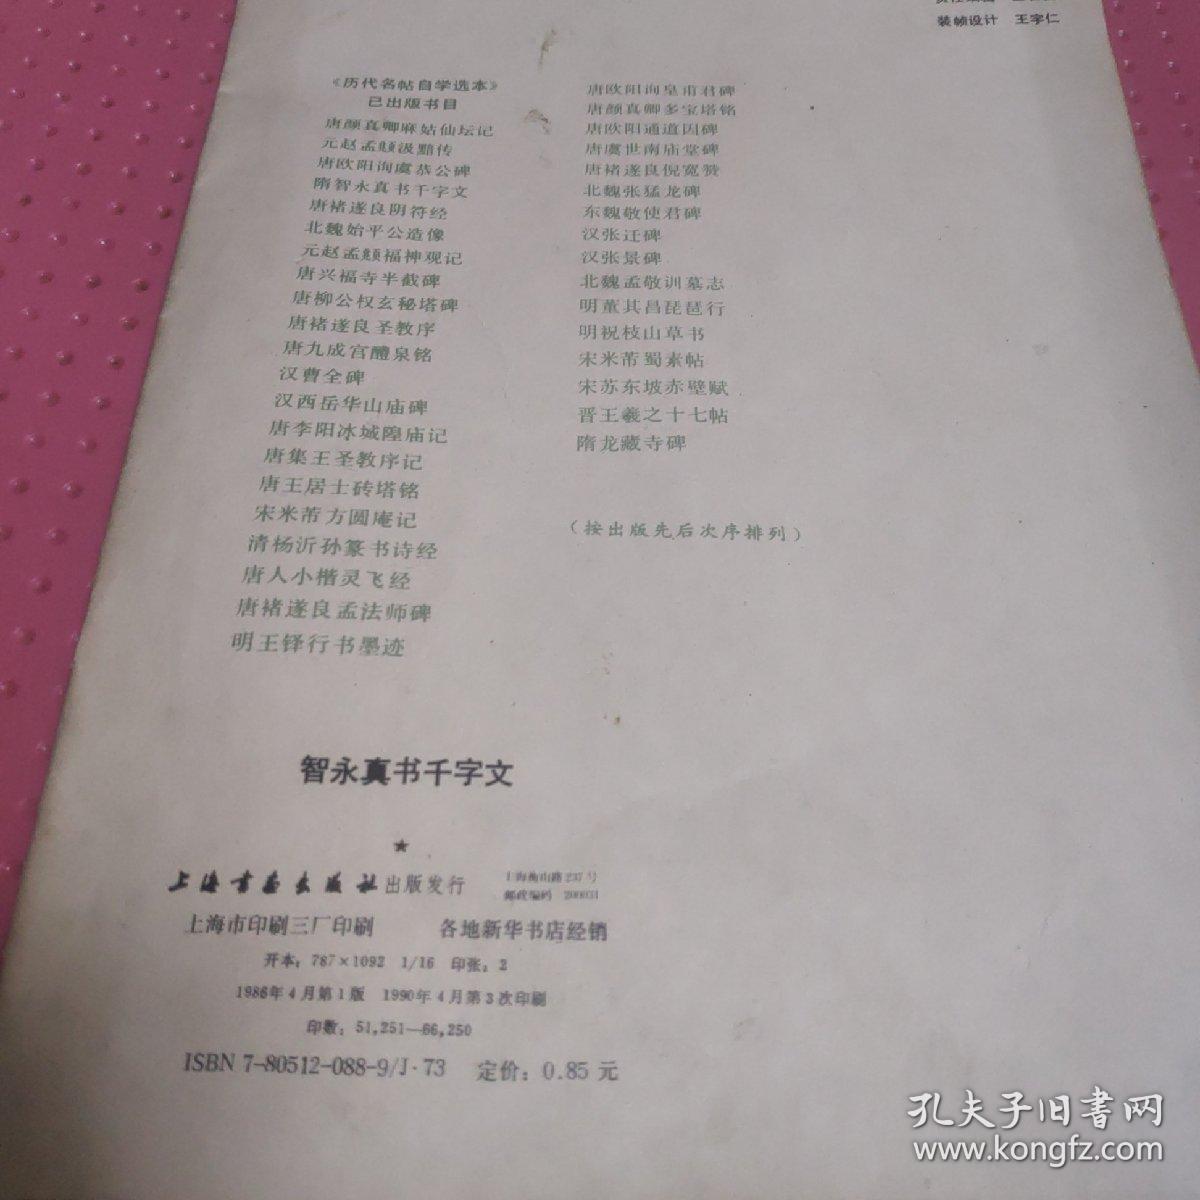 装帧设计 王宇仁
《历代名帖自学选本》
已出版书目
唐颜真卿麻姑仙坛记
元赵孟頫汲黯传
唐欧阳询虞恭公碑
隋智永真书千字文
唐褚遂良阴符经
北魏始平公造像
元赵孟頫福神观记
唐兴福寺半截碑
唐柳公权玄秘塔碑
唐褚遂良圣教序
唐九成宫醴泉铭
汉曹全碑
汉西岳华山庙碑
唐李阳冰城隍庙记
唐集王圣教序记
唐王居士砖塔铭
宋米芾方圆庵记
清杨沂孙篆书诗经
唐人小楷灵飞经
唐褚遂良孟法师碑
明王铎行书墨迹
唐欧阳询皇甫君碑
唐颜真卿多宝塔铭
唐欧阳通道因碑
唐虞世南庙堂碑
唐褚遂良倪宽赞
北魏张猛龙碑
东魏敬使君碑
汉张迁碑
汉张景碑
北魏孟敬训墓志
明董其昌琵琶行
明祝枝山草书
宋米芾蜀素帖
宋苏东坡赤壁赋
晋王羲之十七帖
隋龙藏寺碑
（按出版先后次序排列）
智永真书千字文
★
上海书画出版社出版发行
上海衡山路237号
邮政编码 200031
上海市印刷三厂印刷 各地新华书店经销
开本：787×1092 1/16 印张：2
1986年4月第1版 1990年4月第3次印刷
印数：51,251—66,250
ISBN 7-80512-088-9/J·73 定价：0.85 元
孔夫子旧书网
www.kongfz.com